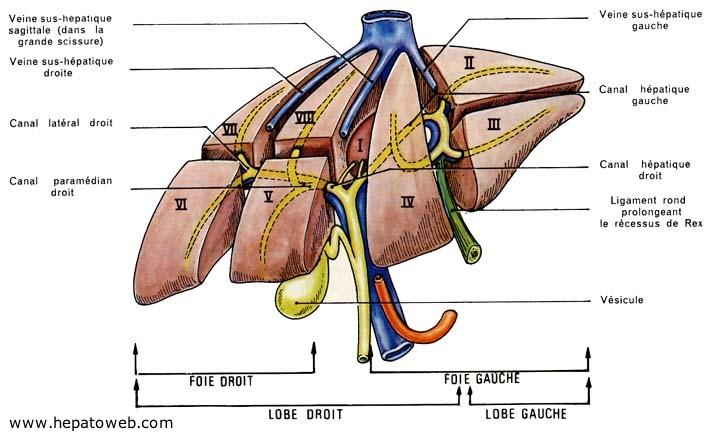 Veine sus-hépatique
sagittale (dans la
grande scissure)
Veine sus-hépatique
droite
Canal latéral droit
Canal paramédian
droit
Veine sus-hépatique
gauche
Canal hépatique
gauche
Canal hépatique
droit
Ligament rond
prolongeant
le récessus de Rex
Vésicule
II
III
VII
VIII
I
VI
V
IV
FOIE DROIT
FOIE GAUCHE
LOBE DROIT
LOBE GAUCHE
www.hepatoweb.com